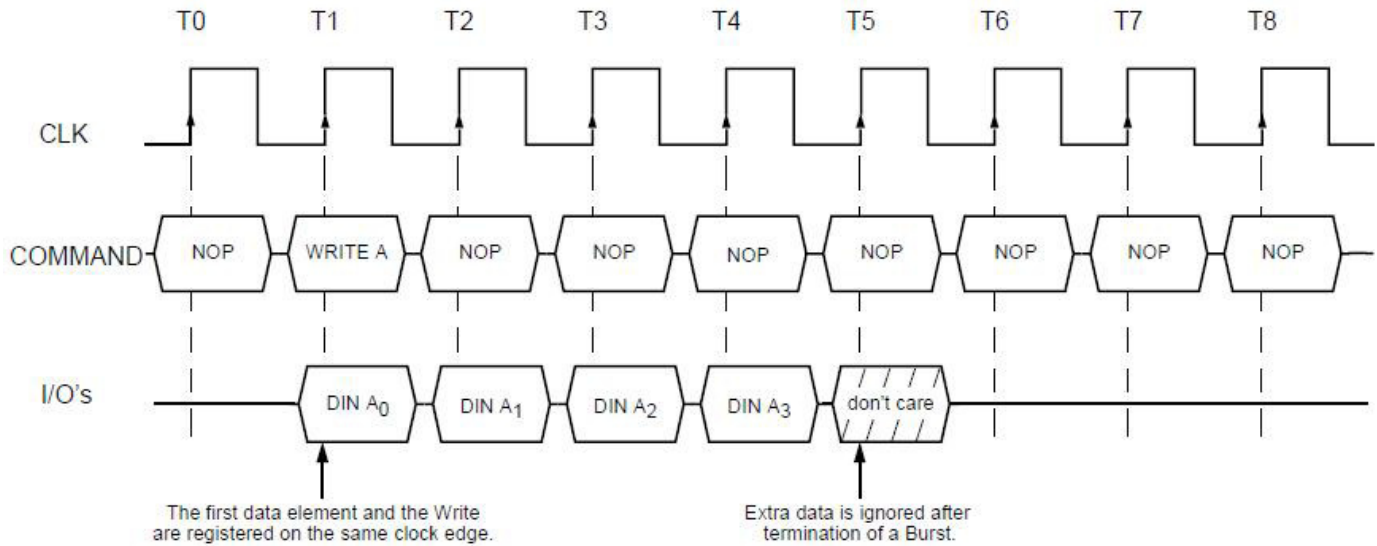 T0 T1 T2 T3 T4 T5 T6 T7 T8
CLK
COMMAND NOP WRITE A NOP NOP NOP NOP NOP NOP NOP
I/O's DIN A0 DIN A1 DIN A2 DIN A3 don't care
The first data element and the Write
are registered on the same clock edge.
Extra data is ignored after
termination of a Burst.